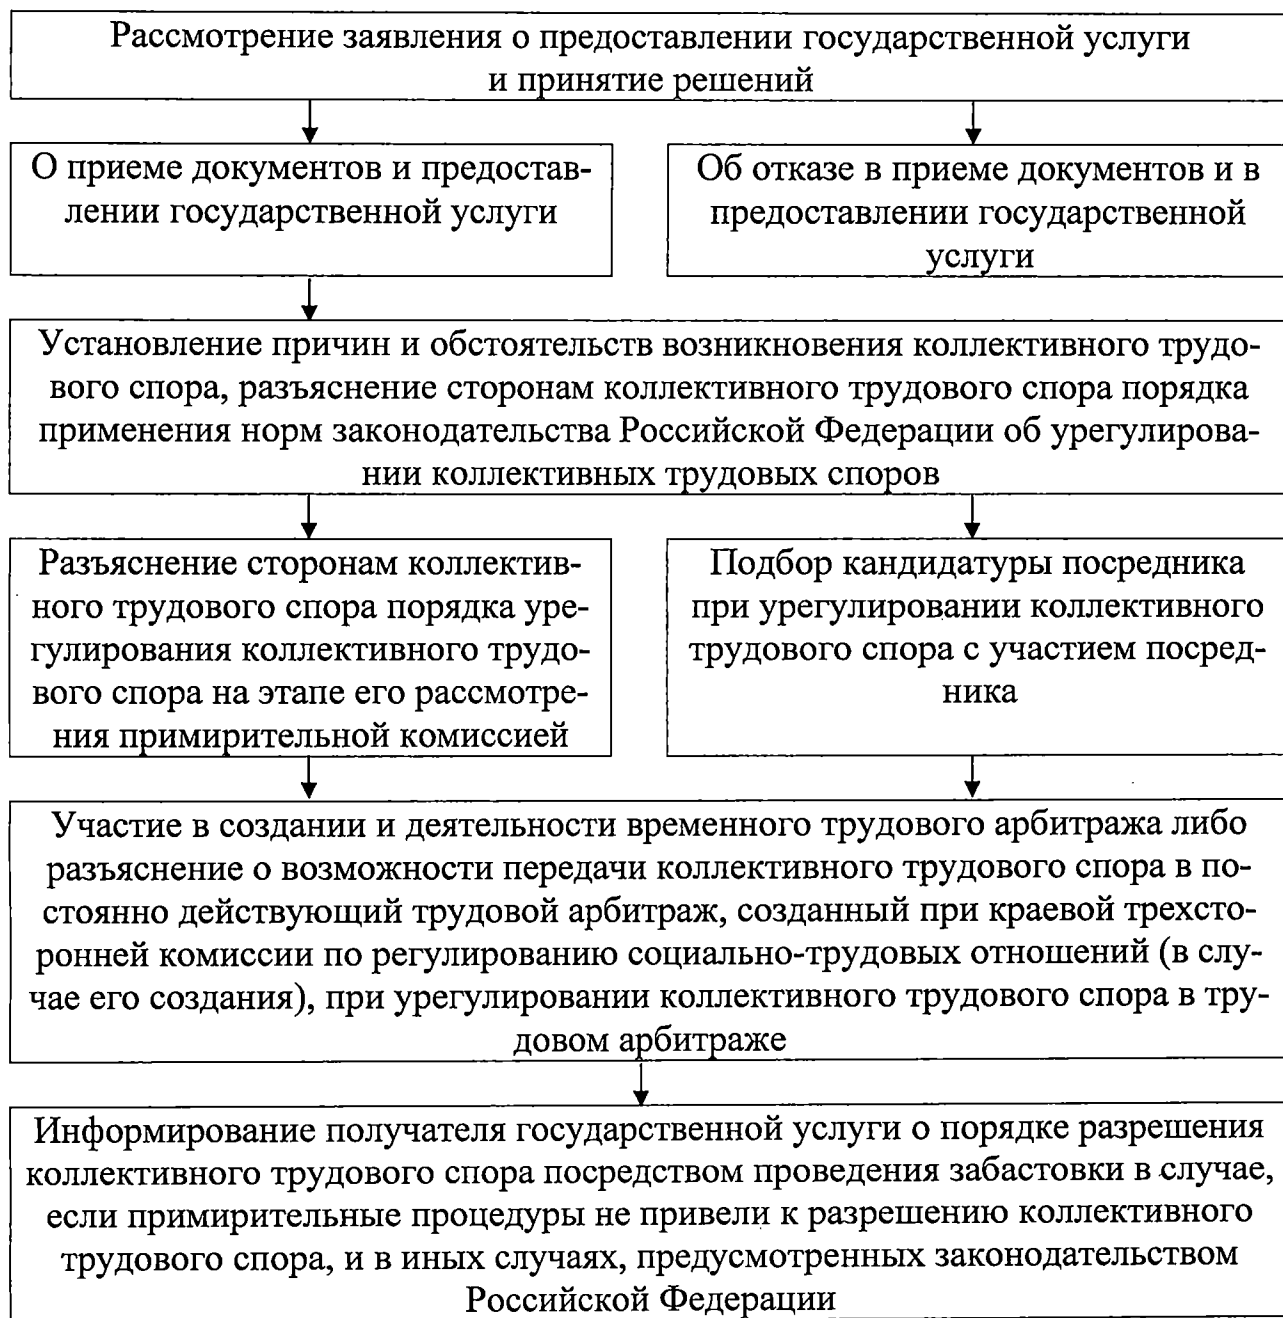 Рассмотрение заявления о предоставлении государственной услуги
и принятие решений
О приеме документов и предостав-
лении государственной услуги
Об отказе в приеме документов и в
предоставлении государственной
услуги
Установление причин и обстоятельств возникновения коллективного трудо-
вого спора, разъяснение сторонам коллективного трудового спора порядка
применения норм законодательства Российской Федерации об урегулирова-
нии коллективных трудовых споров
Разъяснение сторонам коллектив-
ного трудового спора порядка уре-
гулирования коллективного трудо-
вого спора на этапе его рассмотре-
ния примирительной комиссией
Подбор кандидатуры посредника
при урегулировании коллективного
трудового спора с участием посред-
ника
Участие в создании и деятельности временного трудового арбитража либо
разъяснение о возможности передачи коллективного трудового спора в по-
стоянно действующий трудовой арбитраж, созданный при краевой трехсто-
ронней комиссии по регулированию социально-трудовых отношений (в слу-
чае его создания), при урегулировании коллективного трудового спора в тру-
довом арбитраже
Информирование получателя государственной услуги о порядке разрешения
коллективного трудового спора посредством проведения забастовки в случае,
если примирительные процедуры не привели к разрешению коллективного
трудового спора, и в иных случаях, предусмотренных законодательством
Российской Федерации